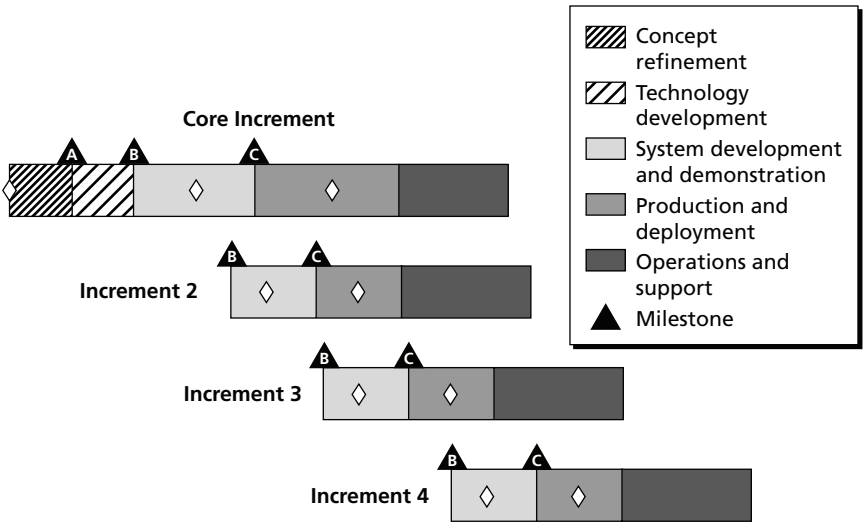 Concept
refinement
Technology
development
System development
and demonstration
Production and
deployment
Operations and
support
Milestone
Core Increment
A B C
B C
Increment 2
B C
Increment 3
B C
Increment 4